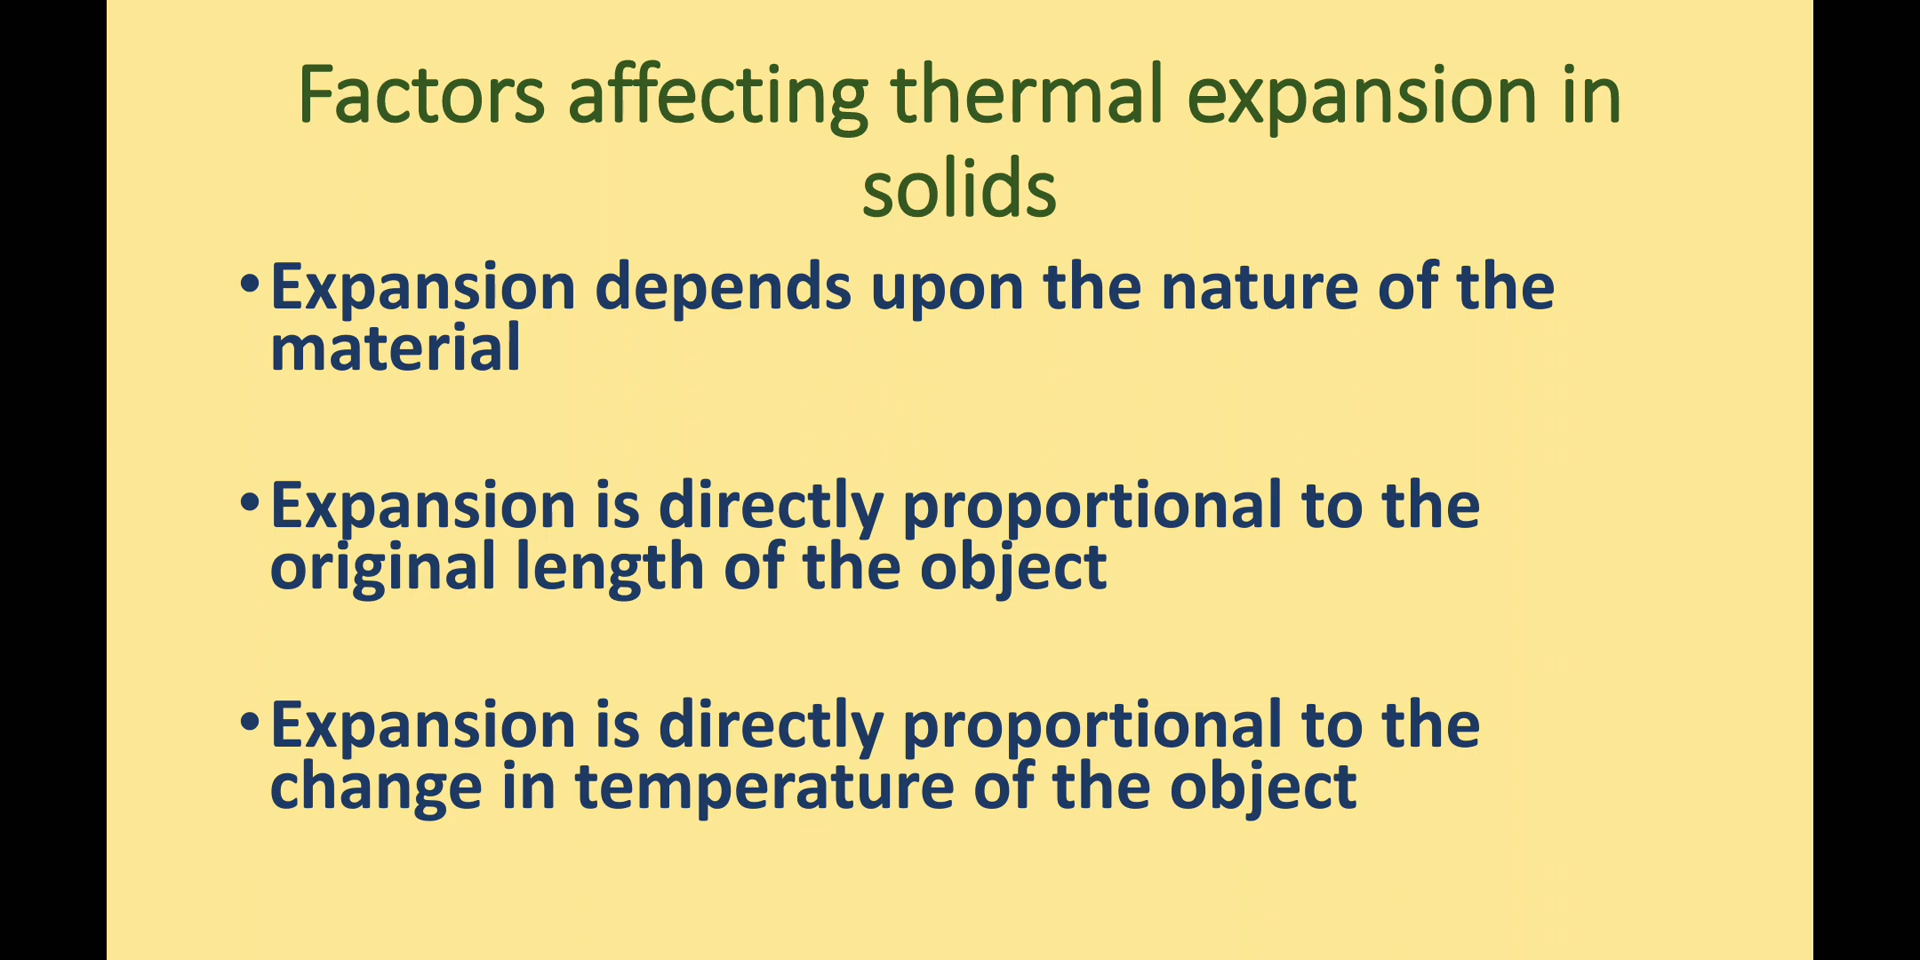 Factors affecting thermal expansion in
solids
•Expansion depends upon the nature of the
material
•Expansion is directly proportional to the
original length of the object
•Expansion is directly proportional to the
change in temperature of the object